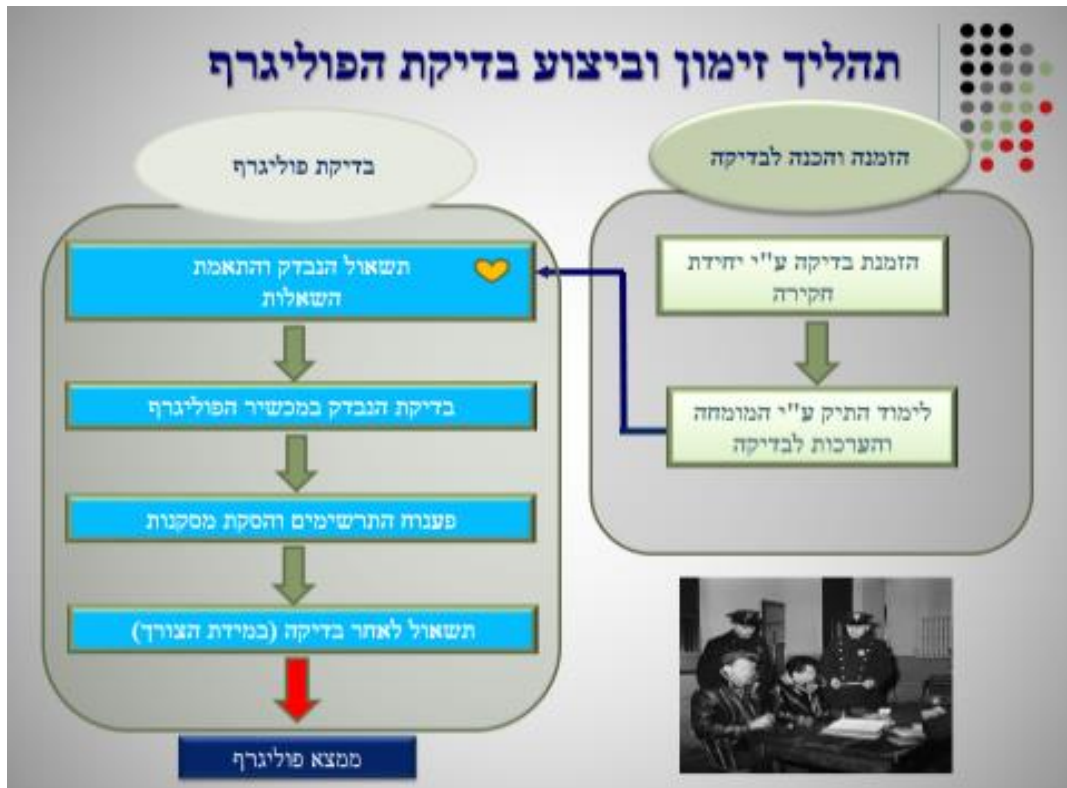 תהליך זימון וביצוע בדיקת הפוליגרף
הזמנה והכנה לבדיקה
הזמנת בדיקה ע"י יחידת
חקירה
לימוד התיק ע"י המומחה
והערכות לבדיקה
בדיקת פוליגרף
תשאול הנבדק והתאמת
השאלות
בדיקת הנבדק במכשיר הפוליגרף
פענוח התרשימים והסקת מסקנות
תשאול לאחר בדיקה (במידת הצורך)
ממצא פוליגרף